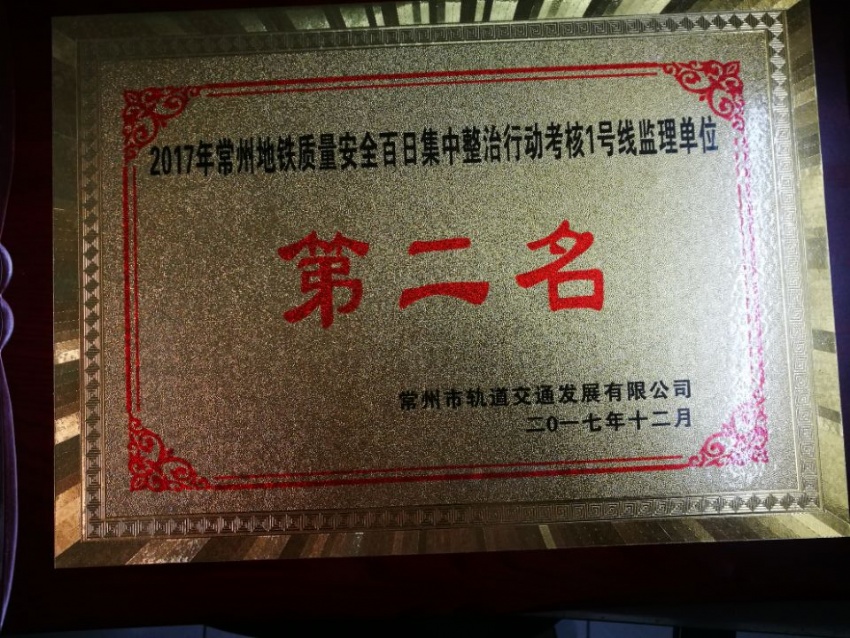 2017年常州地铁质量安全百日集中整治行动考核1号线监理单位
第二名
常州市轨道交通发展有限公司
二0一七年十二月